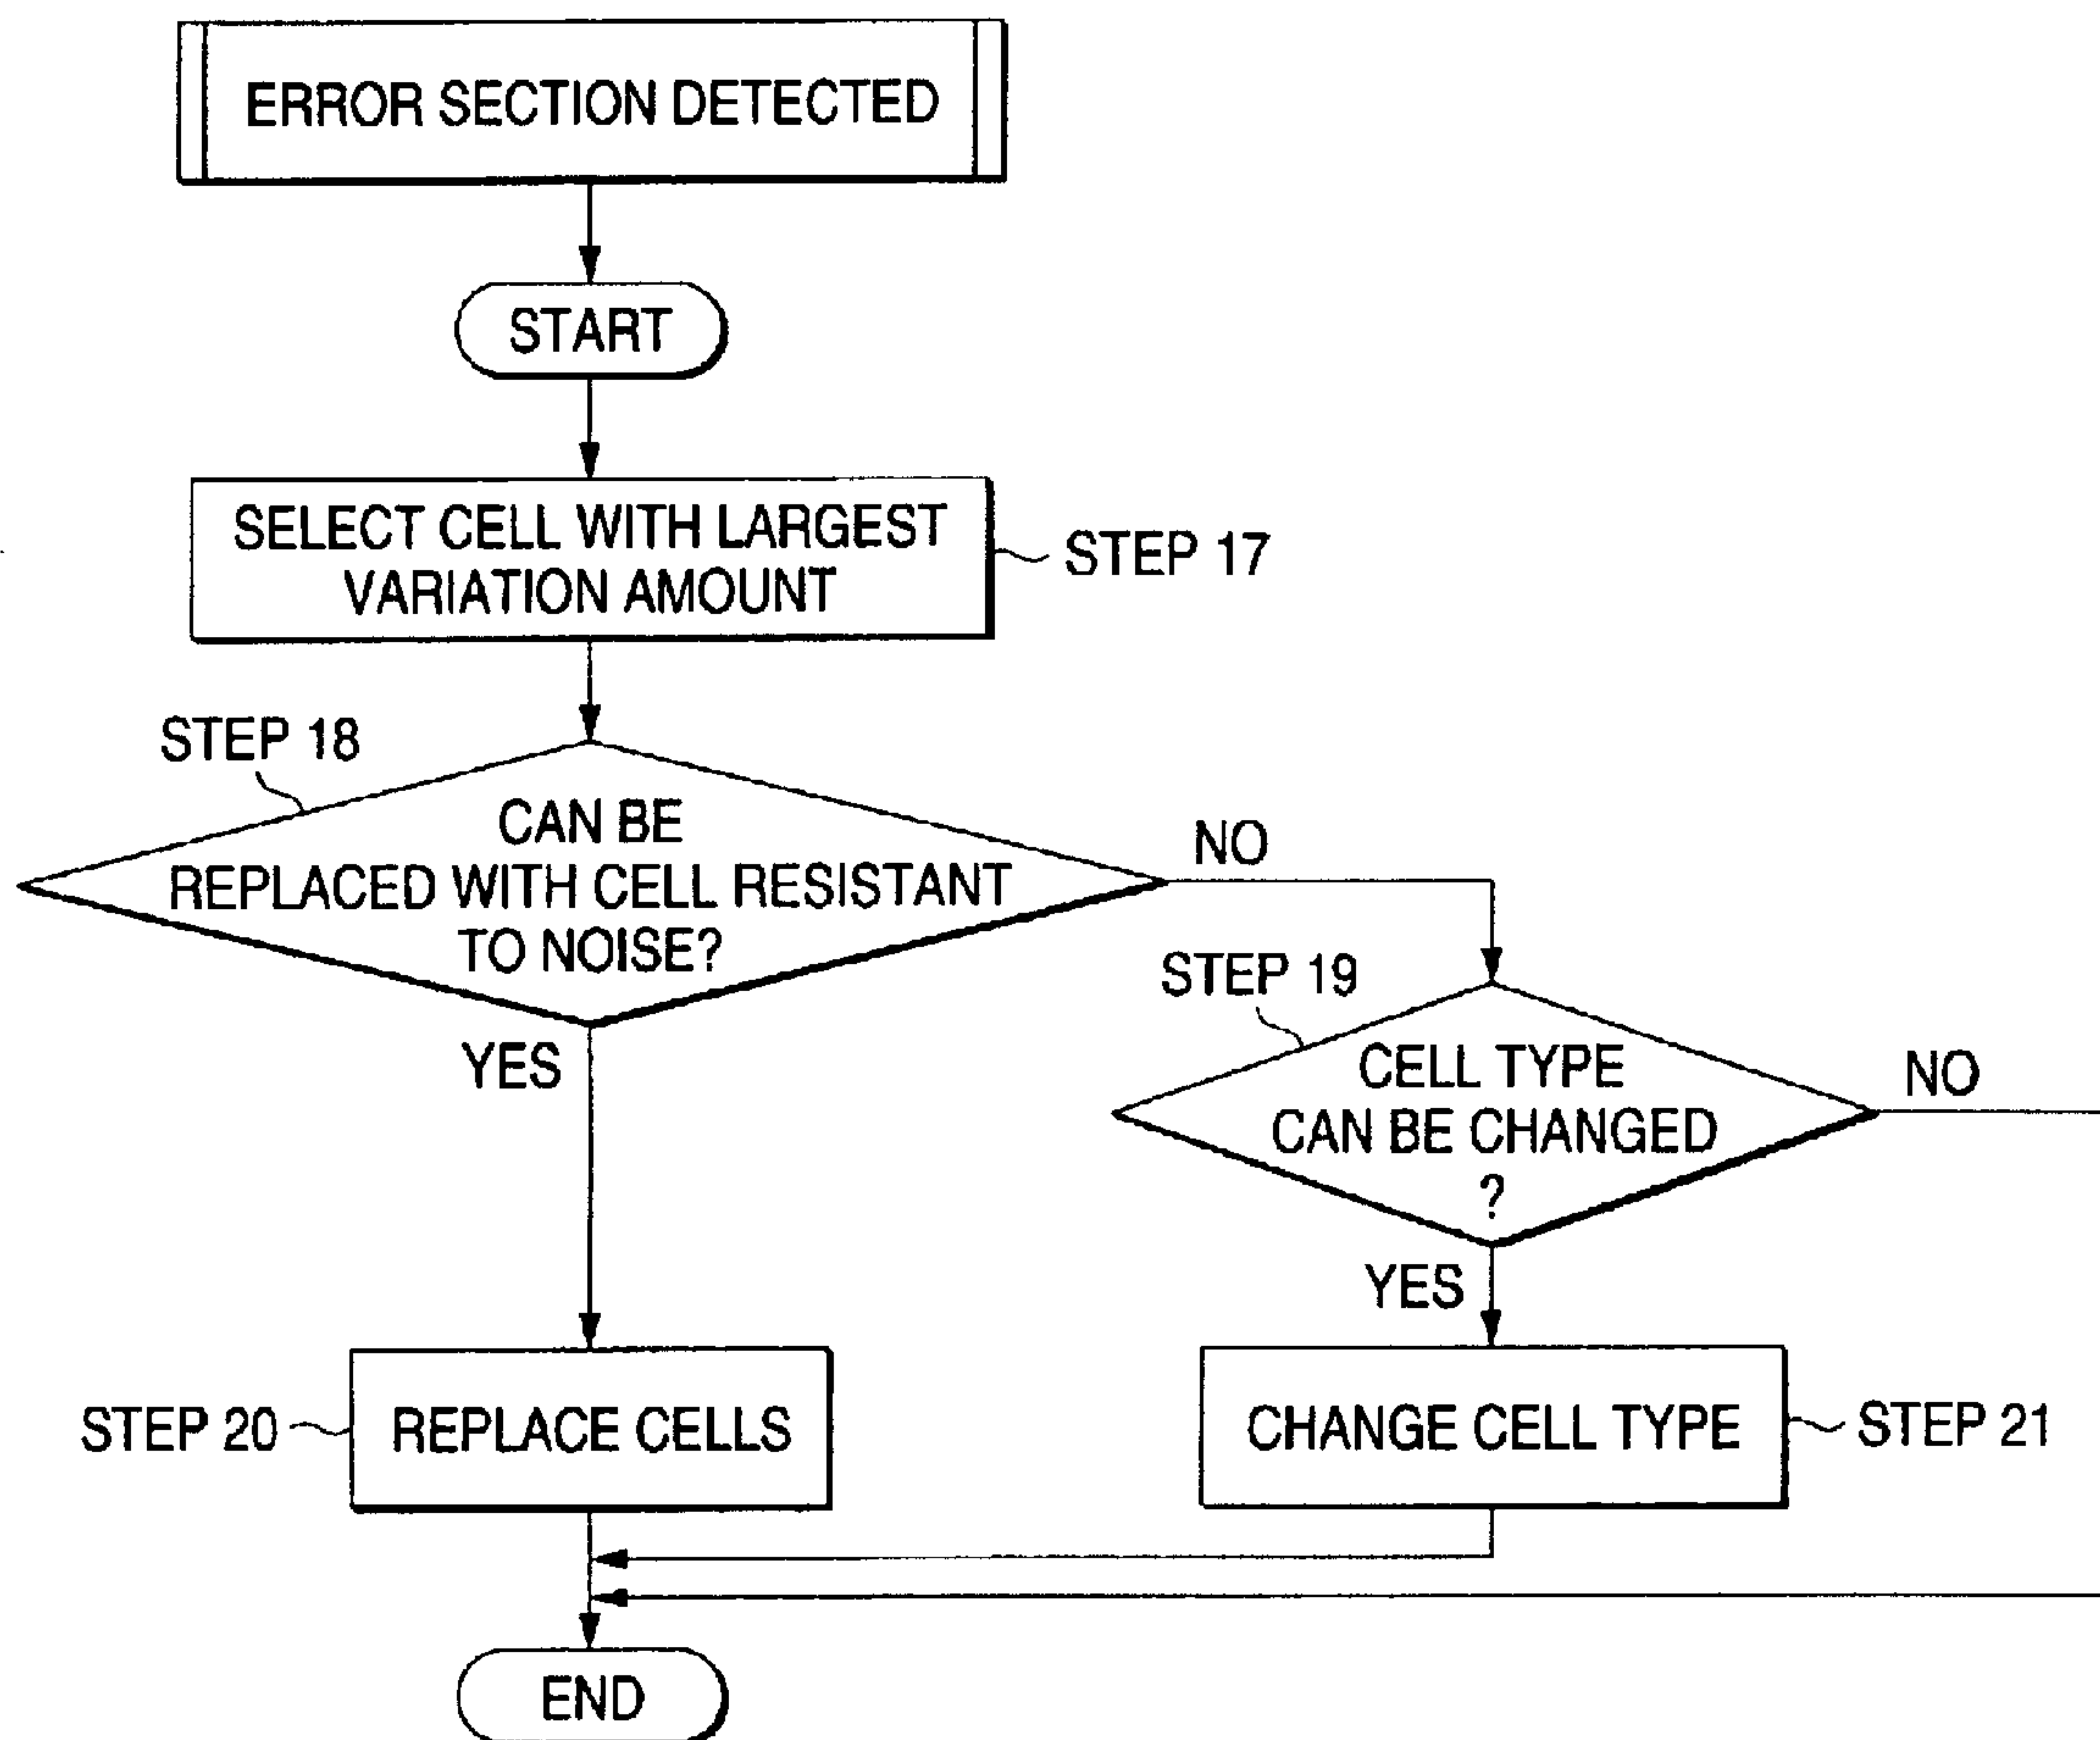 ERROR SECTION DETECTED
START
SELECT CELL WITH LARGEST
VARIATION AMOUNT
STEP 17
STEP 18
CAN BE
REPLACED WITH CELL RESISTANT
TO NOISE?
NO
YES
STEP 19
CELL TYPE
CAN BE CHANGED
?
NO
YES
STEP 20
REPLACE CELLS
CHANGE CELL TYPE
STEP 21
END